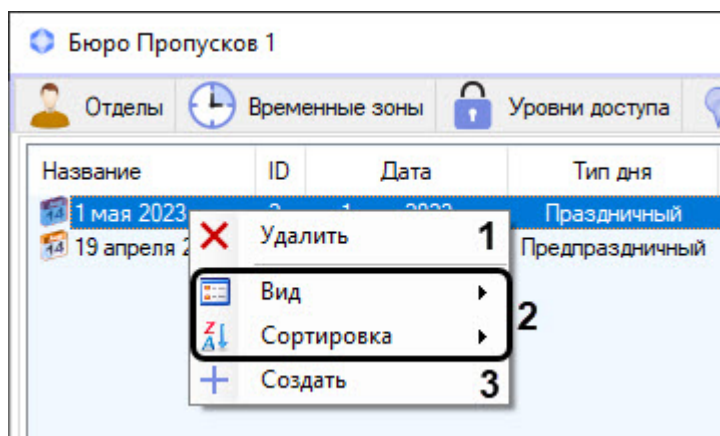 Бюро Пропусков 1
Отделы Временные зоны Уровни доступа
Название ID Дата Тип дня
1 мая 2023 Праздничный
19 апреля 2 Предпраздничный
Удалить 1
Вид
Сортировка
2
Создать 3